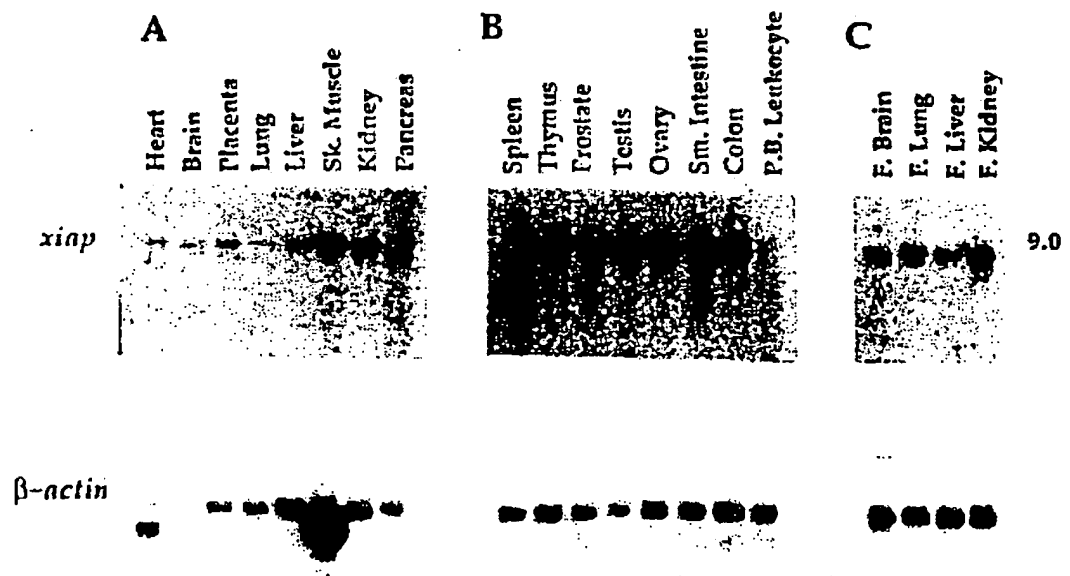 A
Heart
Brain
Placenta
Lung
Liver
Sk. Muscle
Kidney
Pancreas
B
Spleen
Thymus
Prostate
Testis
Ovary
Sm. Intestine
Colon
P.B. Leukocyte
C
F. Brain
F. Lung
F. Liver
F. Kidney
xiap
9.0
β-actin